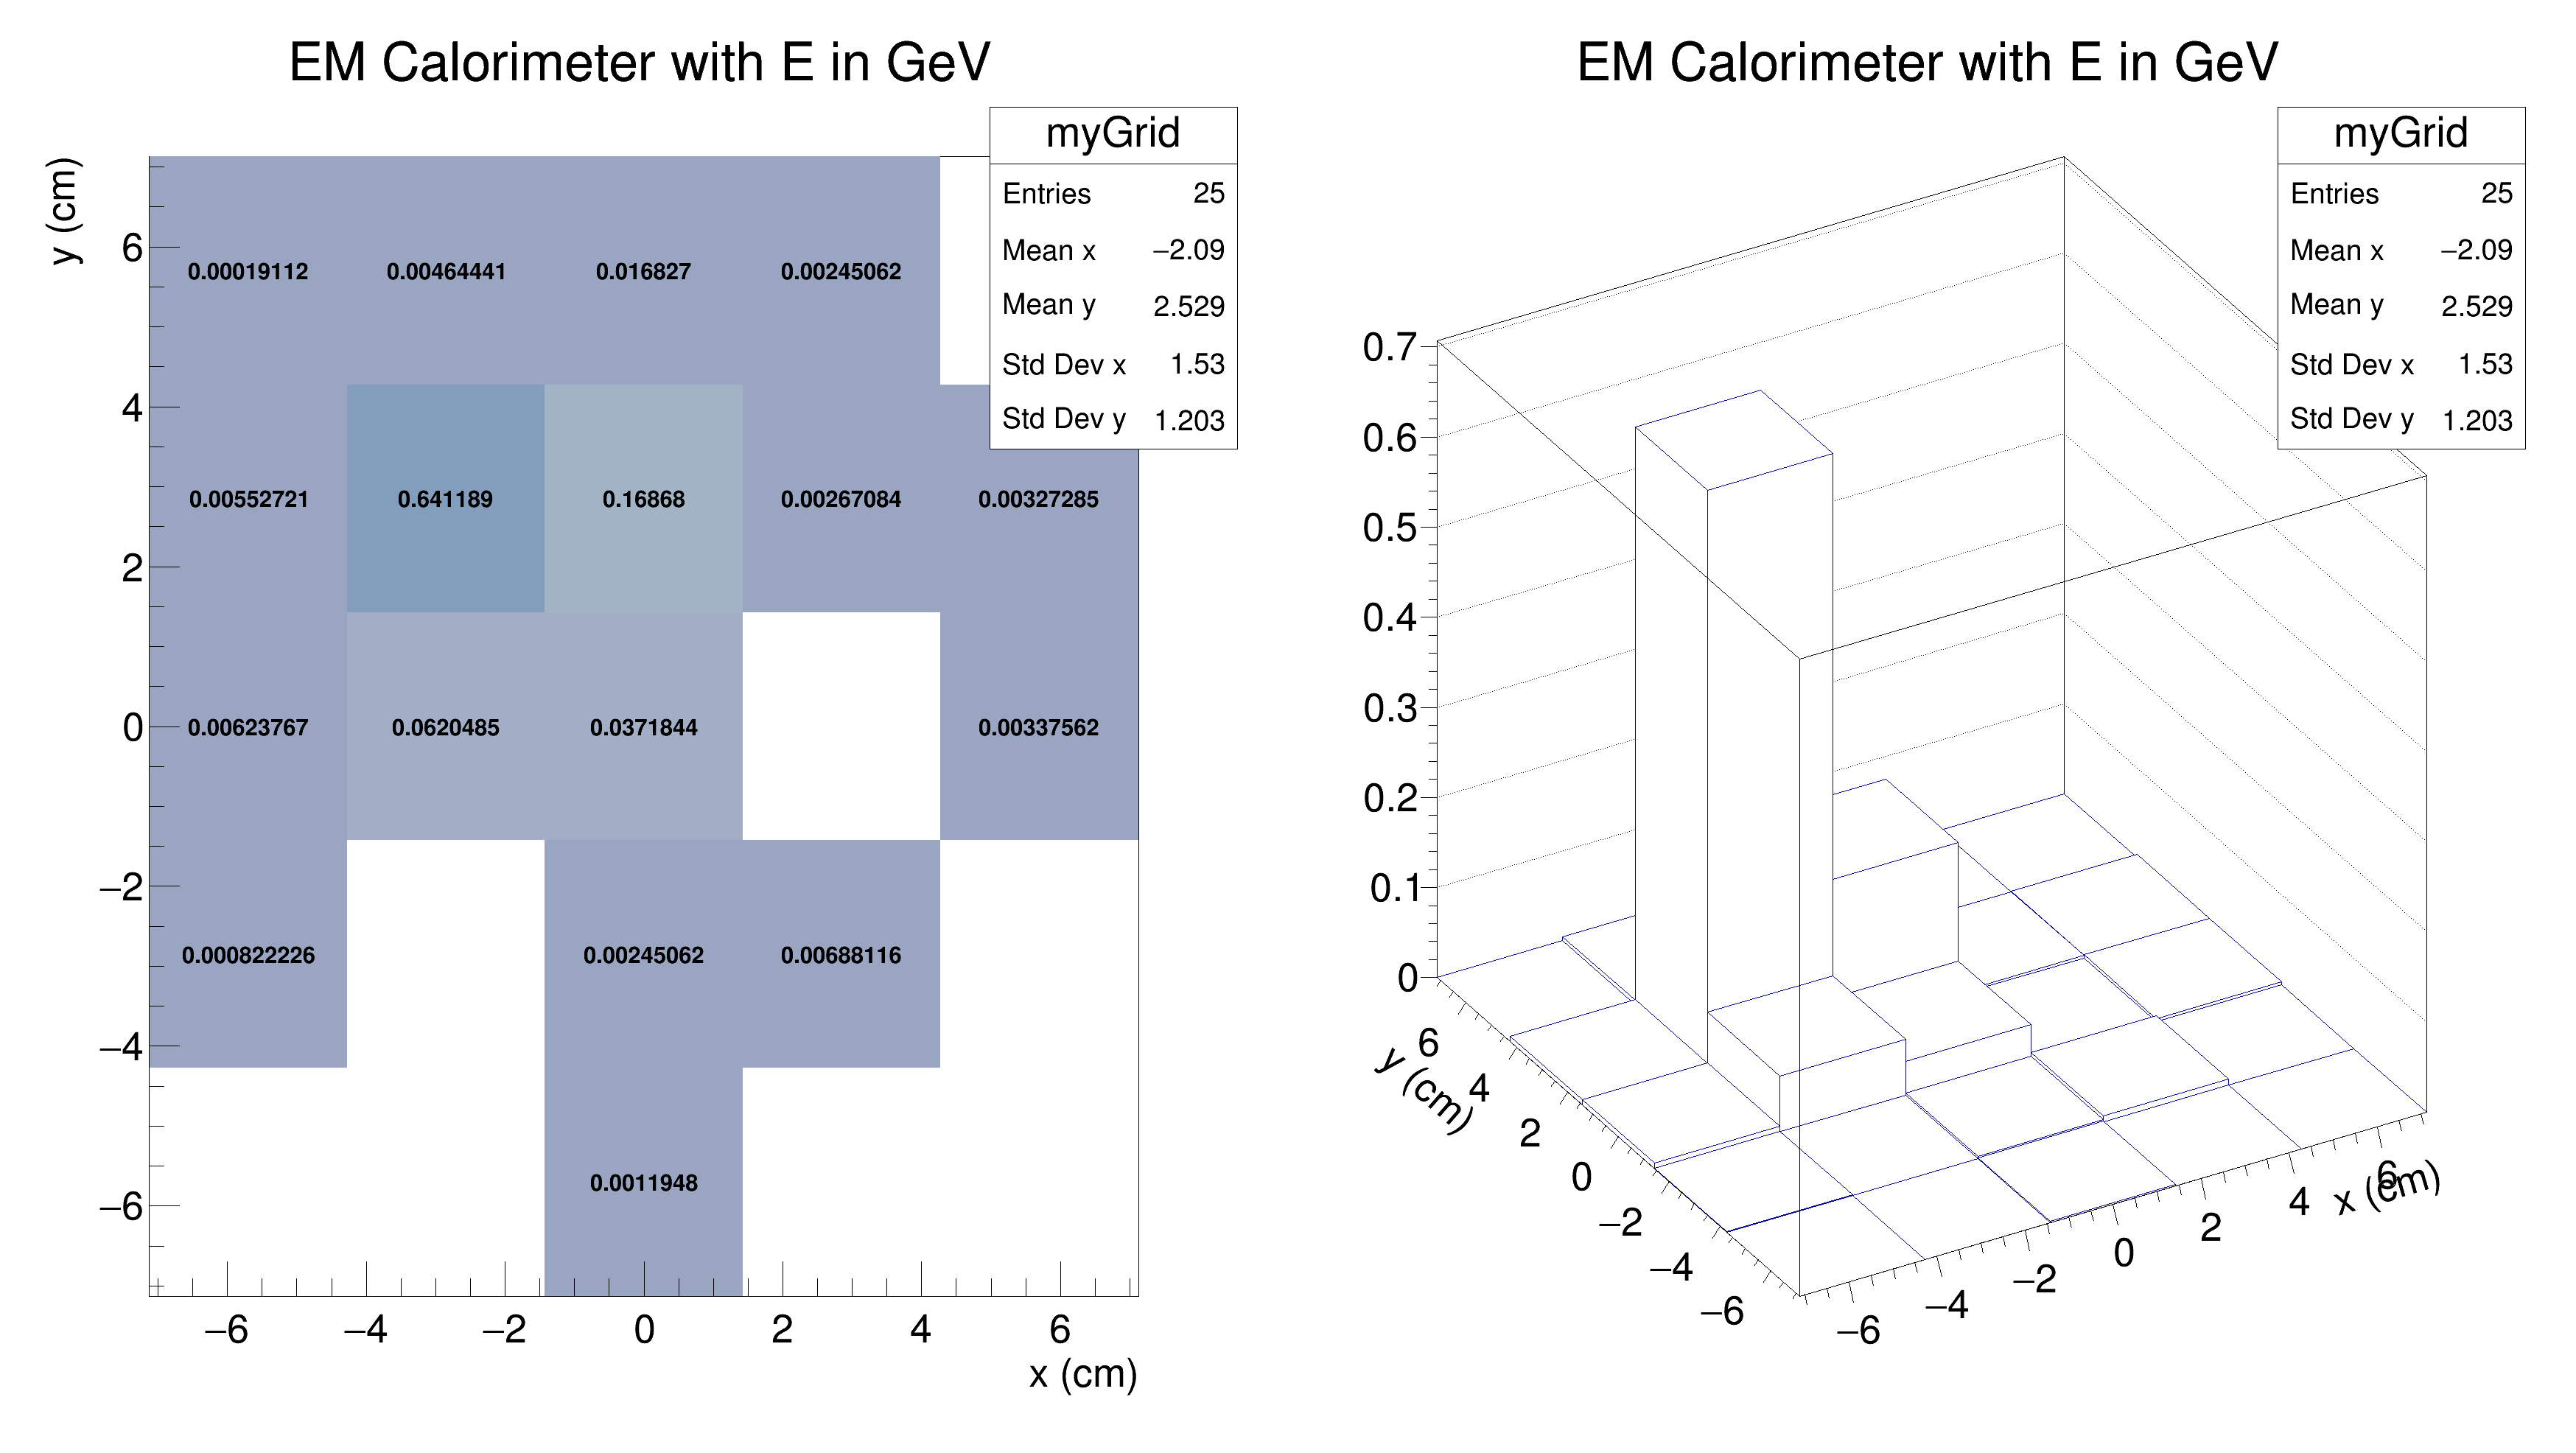 EM Calorimeter with E in GeV
myGrid
Entries 25
Mean x −2.09
Mean y 2.529
Std Dev x 1.53
Std Dev y 1.203
y (cm)
6
4
2
0
−2
−4
−6
0.00019112 0.00464441 0.016827 0.00245062
0.00552721 0.641189 0.16868 0.00267084 0.00327285
0.00623767 0.0620485 0.0371844 0.00337562
0.000822226 0.00245062 0.00688116
0.0011948
−6 −4 −2 0 2 4 6
x (cm)
EM Calorimeter with E in GeV
myGrid
Entries 25
Mean x −2.09
Mean y 2.529
Std Dev x 1.53
Std Dev y 1.203
0.7
0.6
0.5
0.4
0.3
0.2
0.1
0
y (cm)
6
4
2
0
−2
−4
−6
−6 −4 −2 0 2 4 6
x (cm)